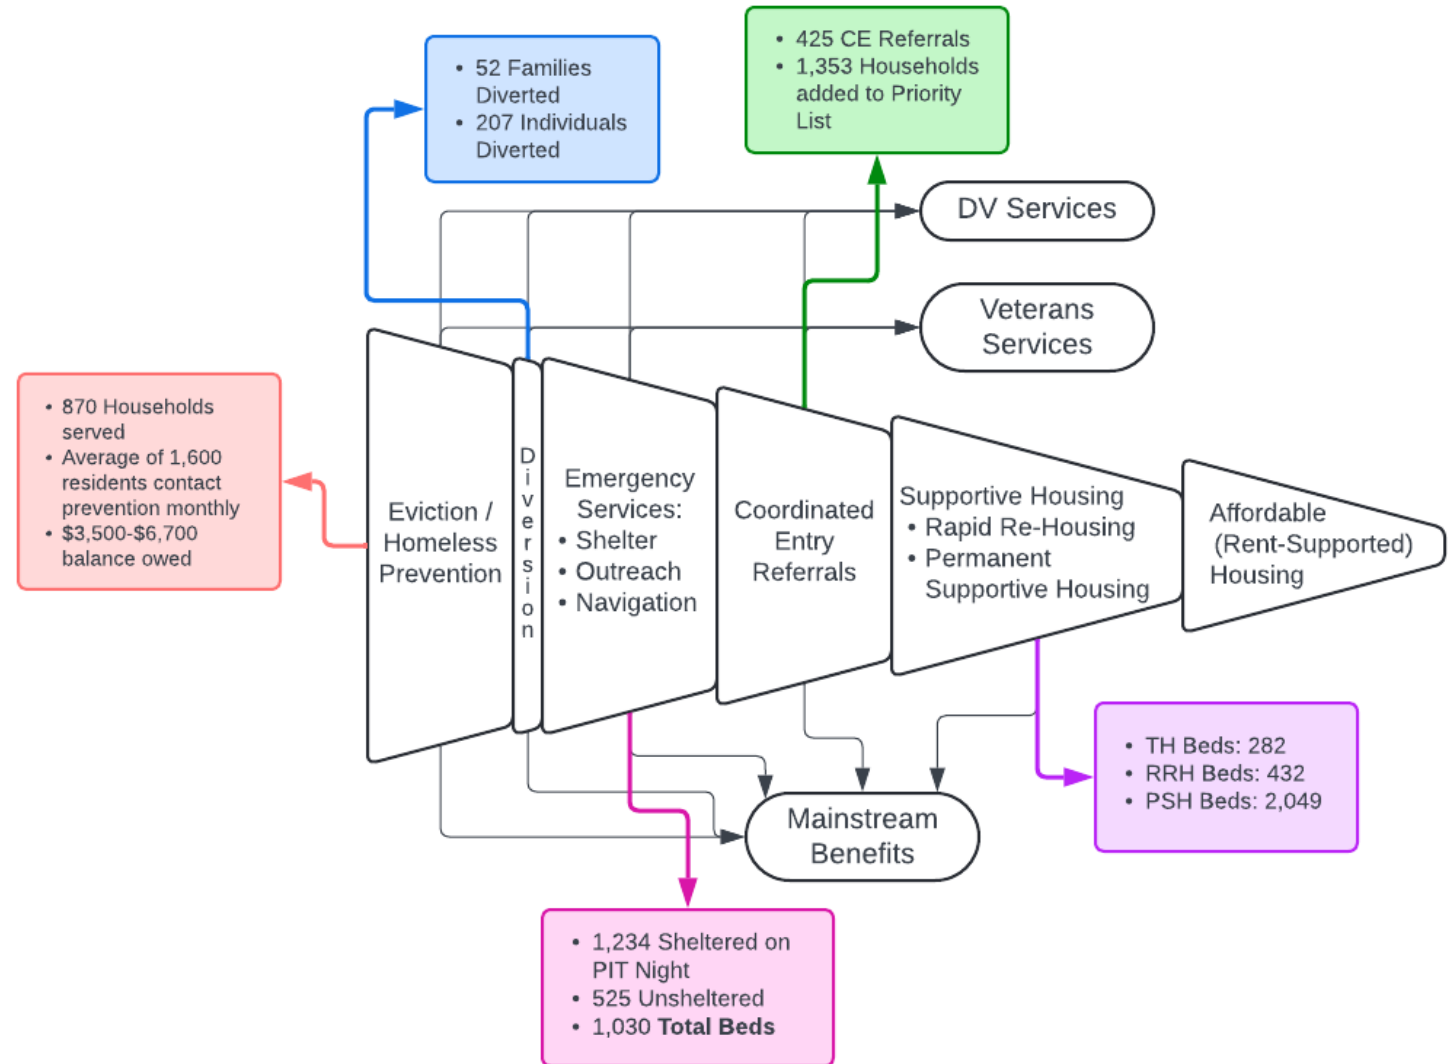 • 52 Families
Diverted
• 207 Individuals
Diverted
• 425 CE Referrals
• 1,353 Households
added to Priority
List
DV Services
Veterans
Services
• 870 Households
served
• Average of 1,600
residents contact
prevention monthly
• $3,500-$6,700
balance owed
Eviction /
Homeless
Prevention
Diversion
Emergency
Services:
• Shelter
• Outreach
• Navigation
Coordinated
Entry
Referrals
Supportive Housing
• Rapid Re-Housing
• Permanent
Supportive Housing
Affordable
(Rent-Supported)
Housing
• TH Beds: 282
• RRH Beds: 432
• PSH Beds: 2,049
Mainstream
Benefits
• 1,234 Sheltered on
PIT Night
• 525 Unsheltered
• 1,030 Total Beds